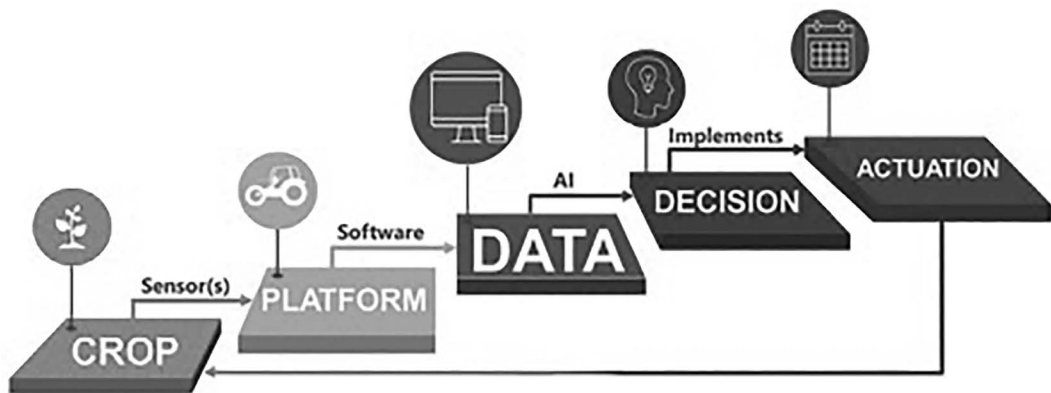 CROP
Sensor(s)
PLATFORM
Software
DATA
AI
DECISION
Implements
ACTUATION